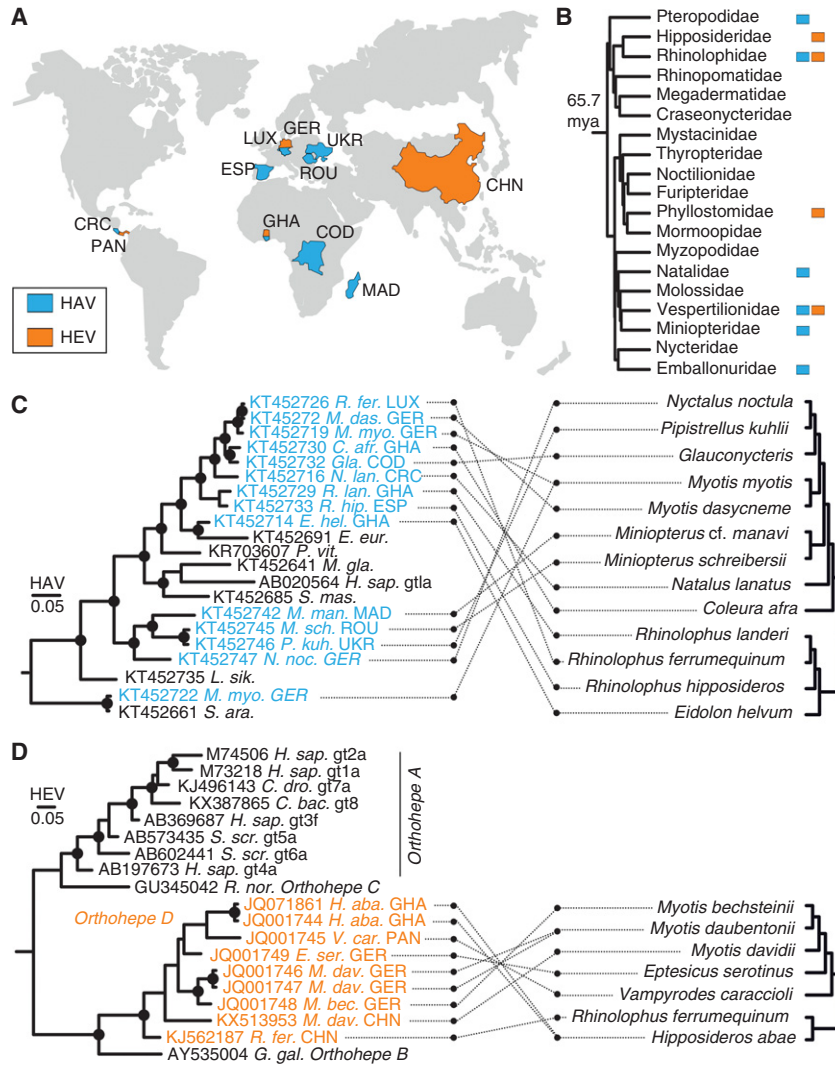 A
LUX
GER
UKR
ESP
ROU
CHN
CRC
PAN
GHA
COD
MAD
HAV
HEV
B
65.7
mya
Pteropodidae
Hipposideridae
Rhinolophidae
Rhinopomatidae
Megadermatidae
Craseonycteridae
Mystacinidae
Thyropteridae
Noctilionidae
Furipteridae
Phyllostomidae
Mormoopidae
Myzopodidae
Natalidae
Molossidae
Vespertilionidae
Miniopteridae
Nycteridae
Emballonuridae
C
HAV
0.05
KT452726 R. fer. LUX
KT45272 M. das. GER
KT452719 M. myo. GER
KT452730 C. afr. GHA
KT452732 Gla. COD
KT452716 N. lan. CRC
KT452729 R. lan. GHA
KT452733 R. hip. ESP
KT452714 E. hel. GHA
KT452691 E. eur.
KR703607 P. vit.
KT452641 M. gla.
AB020564 H. sap. gtIa
KT452685 S. mas.
KT452742 M. man. MAD
KT452745 M. sch. ROU
KT452746 P. kuh. UKR
KT452747 N. noc. GER
KT452735 L. sik.
KT452722 M. myo. GER
KT452661 S. ara.
Nyctalus noctula
Pipistrellus kuhlii
Glauconycteris
Myotis myotis
Myotis dasycneme
Miniopterus cf. manavi
Miniopterus schreibersii
Natalus lanatus
Coleura afra
Rhinolophus landeri
Rhinolophus ferrumequinum
Rhinolophus hipposideros
Eidolon helvum
D
HEV
0.05
M74506 H. sap. gt2a
M73218 H. sap. gt1a
KJ496143 C. dro. gt7a
KX387865 C. bac. gt8
AB369687 H. sap. gt3f
AB573435 S. scr. gt5a
AB602441 S. scr. gt6a
AB197673 H. sap. gt4a
Orthohepe A
GU345042 R. nor. Orthohepe C
Orthohepe D
JQ071861 H. aba. GHA
JQ001744 H. aba. GHA
JQ001745 V. car. PAN
JQ001749 E. ser. GER
JQ001746 M. dav. GER
JQ001747 M. dav. GER
JQ001748 M. bec. GER
KX513953 M. dav. CHN
KJ562187 R. fer. CHN
AY535004 G. gal. Orthohepe B
Myotis bechsteinii
Myotis daubentonii
Myotis davidii
Eptesicus serotinus
Vampyrodes caraccioli
Rhinolophus ferrumequinum
Hipposideros abae